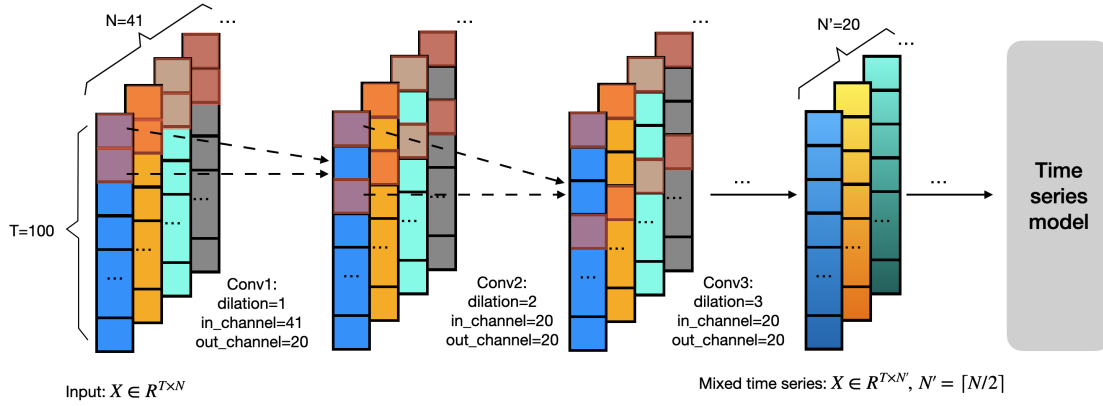 N=41
...
...
...
N'=20
...
T=100
...
...
...
...
...
...
...
...
...
...
...
...
Time
series
model
Conv1:
dilation=1
in_channel=41
out_channel=20
Conv2:
dilation=2
in_channel=20
out_channel=20
Conv3:
dilation=3
in_channel=20
out_channel=20
Input: X ∈ R^{T×N}
Mixed time series: X ∈ R^{T×N′}, N′ = ⌈N/2⌉